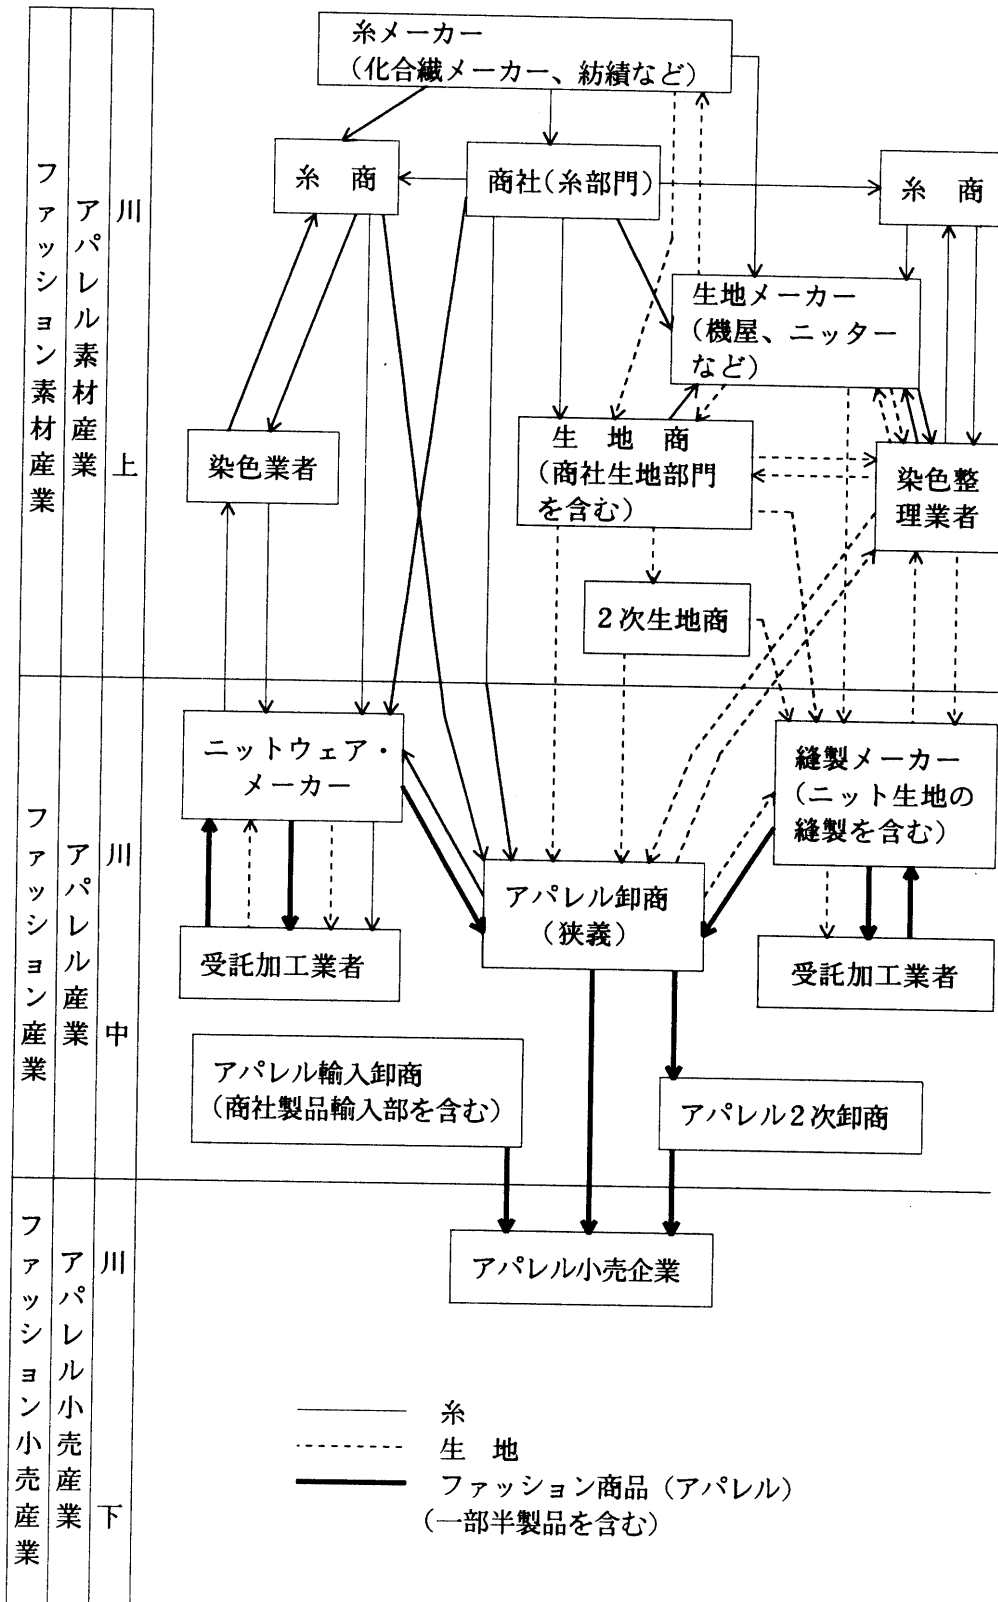 糸メーカー
(化合繊メーカー、紡績など)
糸 商
商社(糸部門)
糸 商
生地メーカー
(機屋、ニッター
など)
生 地 商
(商社生地部門
を含む)
染色業者
染色整
理業者
2次生地商
ニットウェア・
メーカー
縫製メーカー
(ニット生地の
縫製を含む)
アパレル卸商
(狭義)
受託加工業者
受託加工業者
アパレル輸入卸商
(商社製品輸入部を含む)
アパレル2次卸商
アパレル小売企業
ファッション素材産業
アパレル素材産業
川上
ファッション産業
アパレル産業
川中
ファッション小売産業
アパレル小売産業
川下
糸
生 地
ファッション商品(アパレル)
(一部半製品を含む)